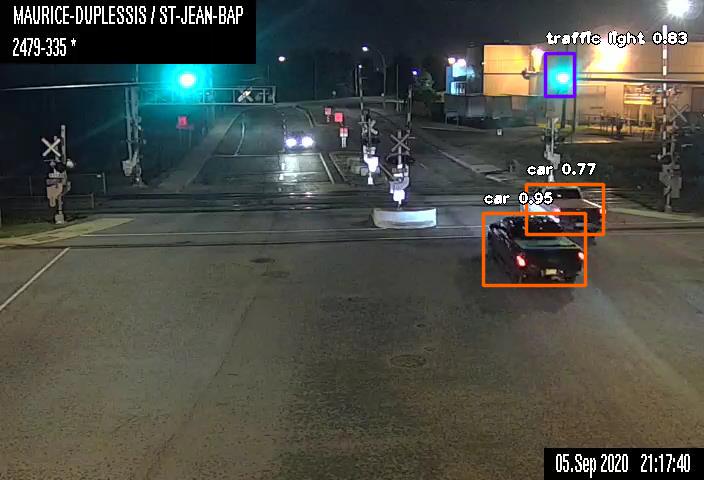 MAURICE-DUPLESSIS / ST-JEAN-BAP
2479-335 *
traffic light 0.83
car 0.77
car 0.95
05.Sep 2020 21:17:40